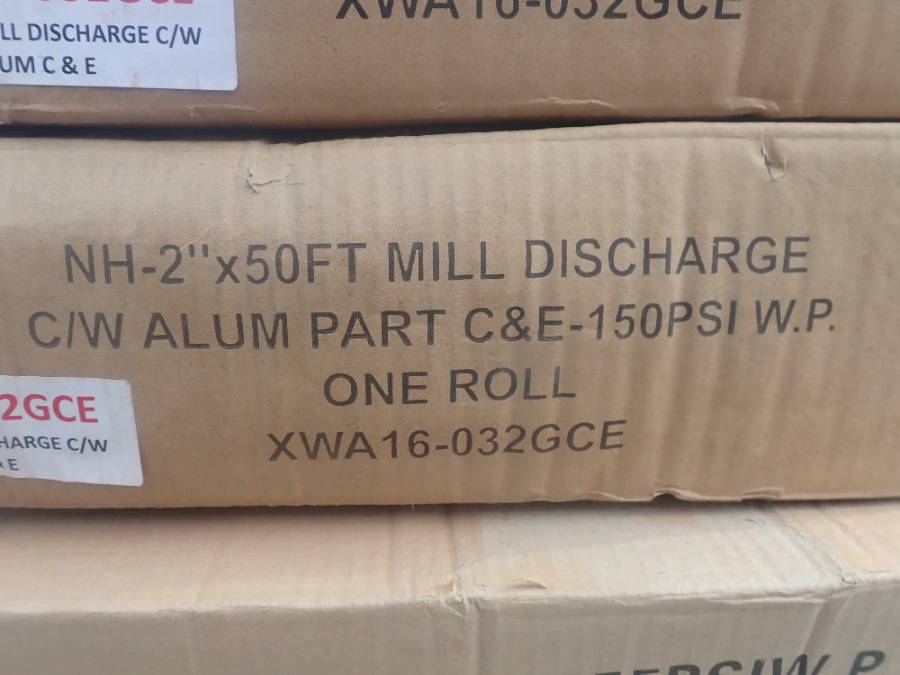 LL DISCHARGE C/W
UM C & E
XWA16-032GCE
NH-2"x50FT MILL DISCHARGE
C/W ALUM PART C&E-150PSI W.P.
ONE ROLL
XWA16-032GCE
2GCE
HARGE C/W
E
PSI W.P